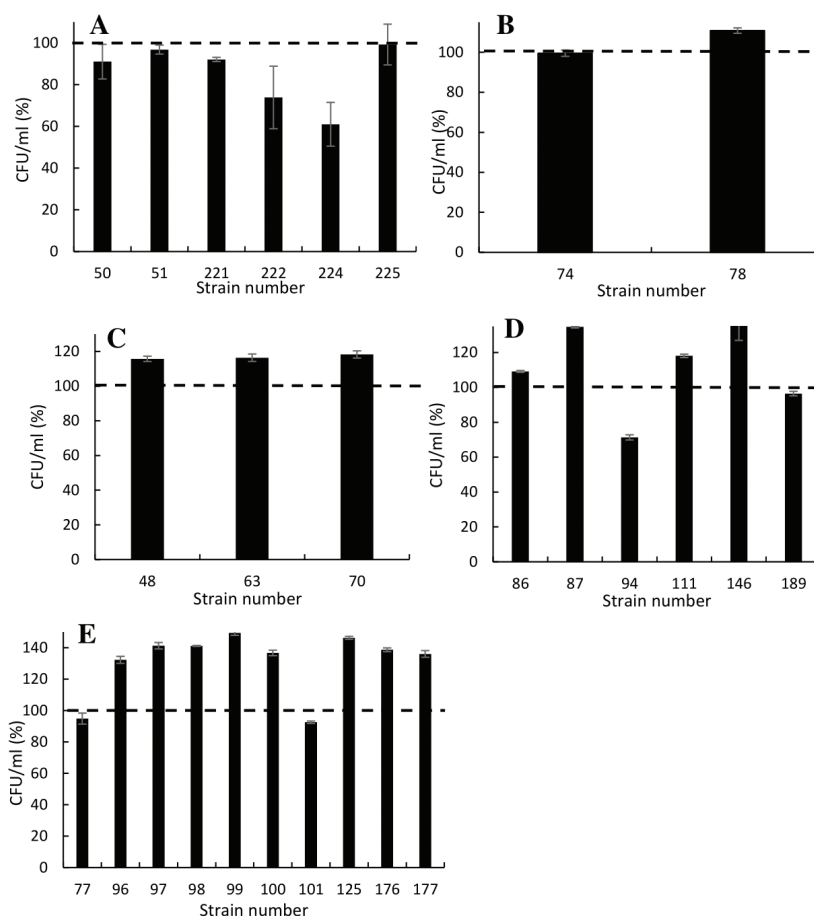 A
CFU/ml (%)
120
100
80
60
40
20
0
50 51 221 222 224 225
Strain number
B
CFU/ml (%)
120
100
80
60
40
20
0
74 78
Strain number
C
CFU/ml (%)
120
100
80
60
40
20
0
48 63 70
Strain number
D
CFU/ml (%)
120
100
80
60
40
20
0
86 87 94 111 146 189
Strain number
E
CFU/ml (%)
140
120
100
80
60
40
20
0
77 96 97 98 99 100 101 125 176 177
Strain number